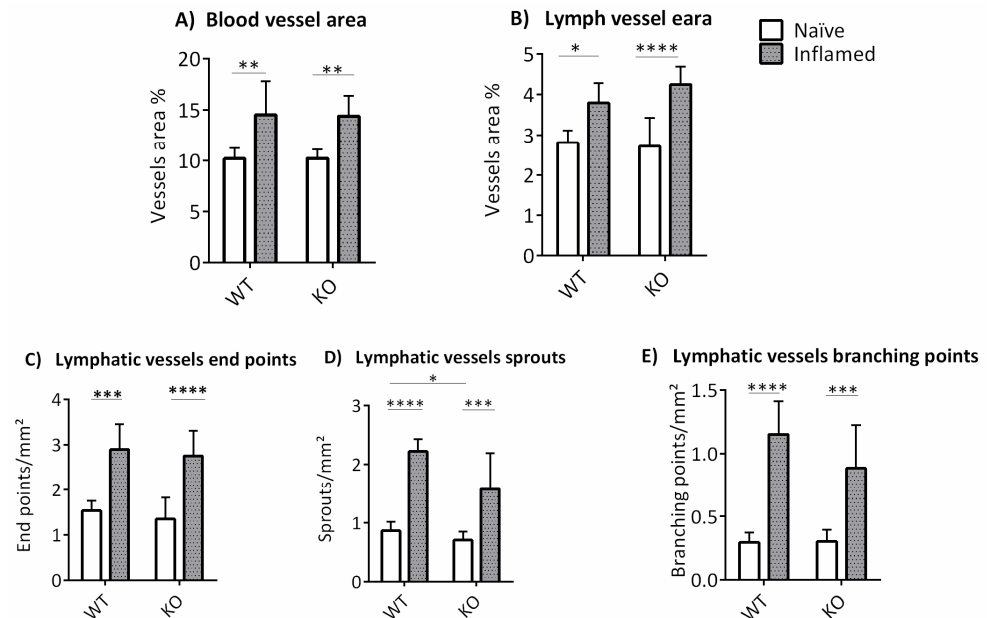 A) Blood vessel area
Vessels area %
20
15
10
5
0
**
**
WT
KO
B) Lymph vessel eara
Vessels area %
5
4
3
2
1
0
*
****
WT
KO
Naïve
Inflamed
C) Lymphatic vessels end points
End points/mm²
4
3
2
1
0
***
****
WT
KO
D) Lymphatic vessels sprouts
Sprouts/mm²
3
2
1
0
*
****
***
WT
KO
E) Lymphatic vessels branching points
Branching points/mm²
1.5
1.0
0.5
0.0
****
***
WT
KO